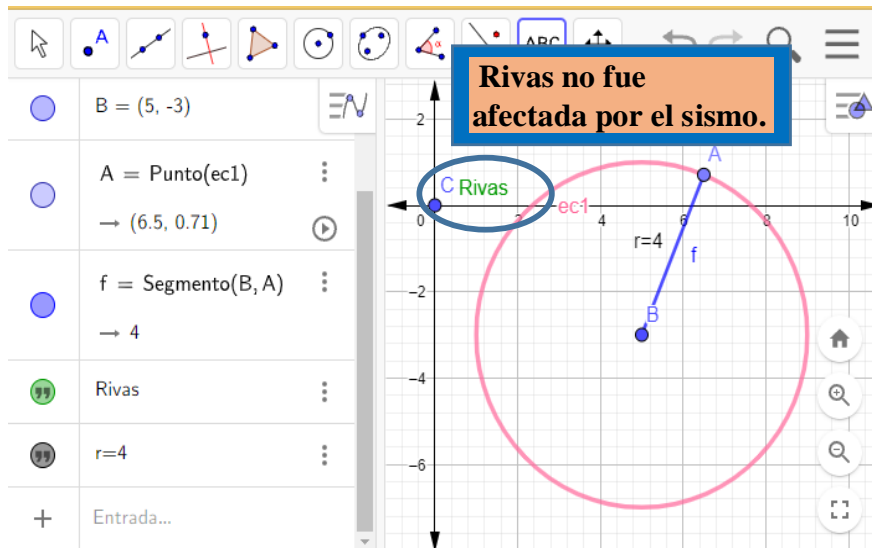 A
ABC
Rivas no fue
afectada por el sismo.
B = (5, -3)
A = Punto(ec1)
→ (6.5, 0.71)
f = Segmento(B, A)
→ 4
Rivas
r=4
Entrada...
2
A
C Rivas
ec1
0
2
4
6
8
10
r=4
f
−2
B
−4
−6